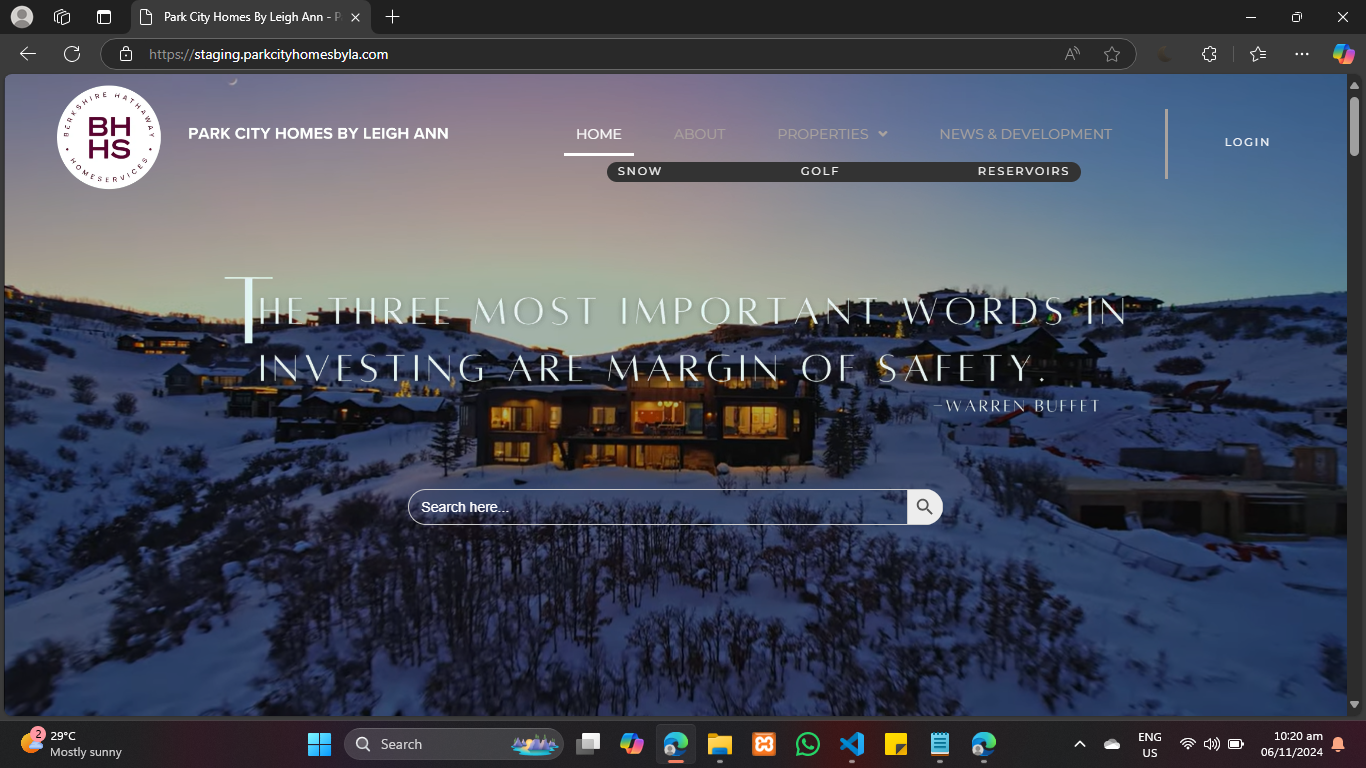 Park City Homes By Leigh Ann - P
https://staging.parkcityhomesbyla.com
BERKSHIRE HATHAWAY
BH
HS
HOMESERVICES
PARK CITY HOMES BY LEIGH ANN
HOME ABOUT PROPERTIES NEWS & DEVELOPMENT LOGIN
SNOW GOLF RESERVOIRS
THE THREE MOST IMPORTANT WORDS IN
INVESTING ARE MARGIN OF SAFETY.
–WARREN BUFFET
Search here...
2
29°C
Mostly sunny
Search
ENG
US
10:20 am
06/11/2024